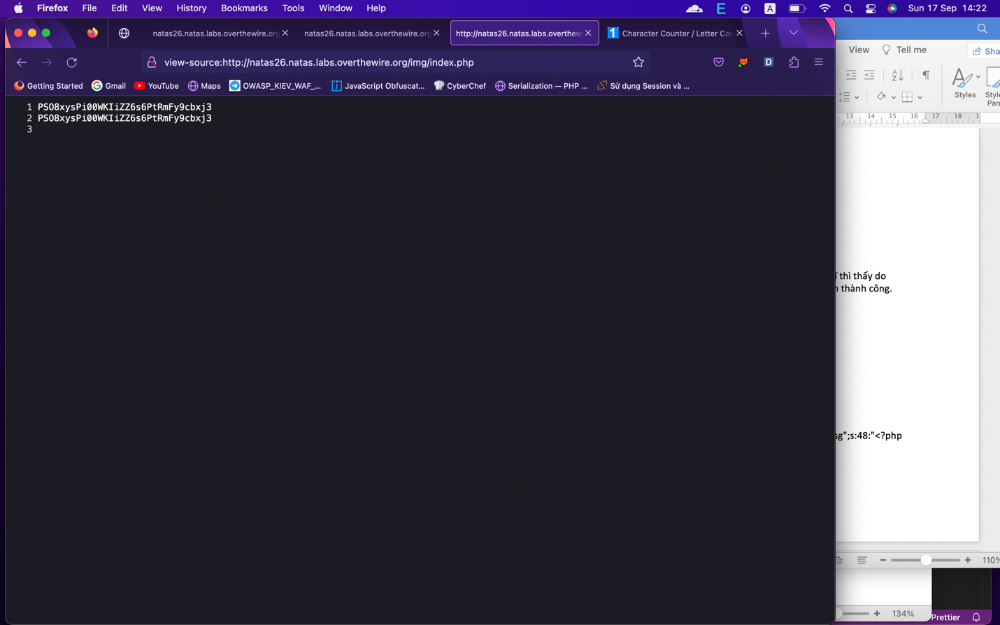 Firefox File Edit View History Bookmarks Tools Window Help
E
A
Sun 17 Sep 14:22
natas26.natas.labs.overthewire.org
natas26.natas.labs.overthewire.org
http://natas26.natas.labs.overthew
1 Character Counter / Letter Cou
view-source:http://natas26.natas.labs.overthewire.org/img/index.php
D
Getting Started Gmail YouTube Maps OWASP_KIEV_WAF_... JavaScript Obfuscat... CyberChef Serialization — PHP ... Sử dụng Session và ...
1 PSO8xysPi00WKIiZZ6s6PtRmFy9cbxj3
2 PSO8xysPi00WKIiZZ6s6PtRmFy9cbxj3
3
View Tell me Sha
Styles
Style
Pan
13 14 15 16 17 18 1
thì thấy do
thành công.
sg";s:48:"<?php
110%
134%
Prettier